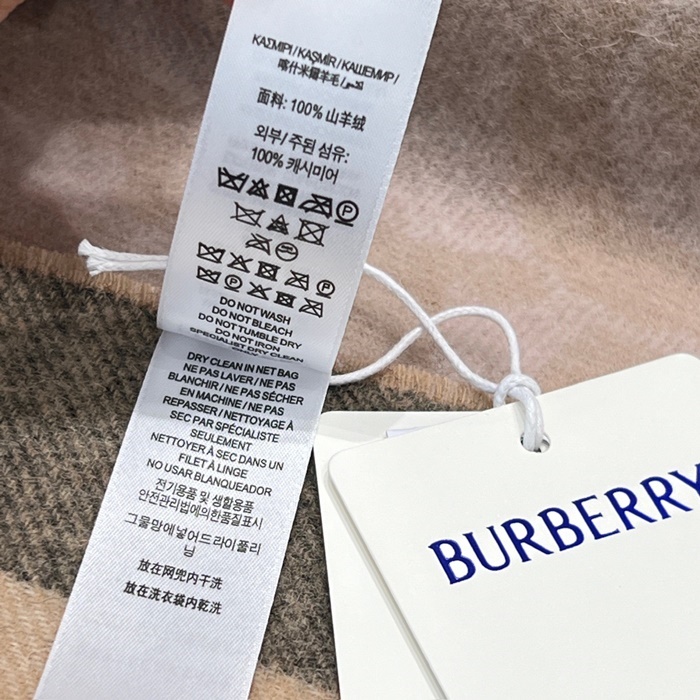 ΚΑΣΜΙΡΙ / KAŞMİR / КАШЕМИР /
喀什米爾羊毛 /
面料: 100% 山羊绒
외부/ 주된 섬유:
100% 캐시미어
P
P
P
DO NOT WASH
DO NOT BLEACH
DO NOT TUMBLE DRY
DO NOT IRON
SPECIALIST DRY CLEAN
ONLY
DRY CLEAN IN NET BAG
NE PAS LAVER / NE PAS
BLANCHIR / NE PAS SÉCHER
EN MACHINE / NE PAS
REPASSER / NETTOYAGE À
SEC PAR SPÉCIALISTE
SEULEMENT
NETTOYER À SEC DANS UN
FILET À LINGE
NO USAR BLANQUEADOR
전기용품 및 생활용품
안전관리법에의한품질표시
그물망에넣어드라이풀리
닝
放在网兜内干洗
放在洗衣袋内乾洗
BURBERRY